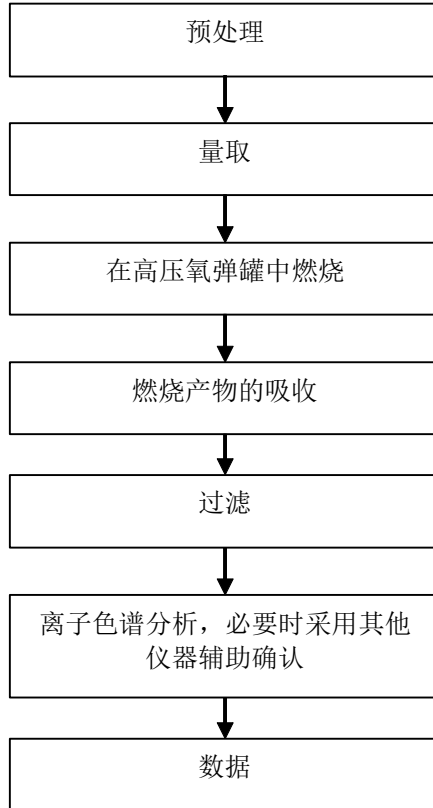 预处理
量取
在高压氧弹罐中燃烧
燃烧产物的吸收
过滤
离子色谱分析，必要时采用其他
仪器辅助确认
数据